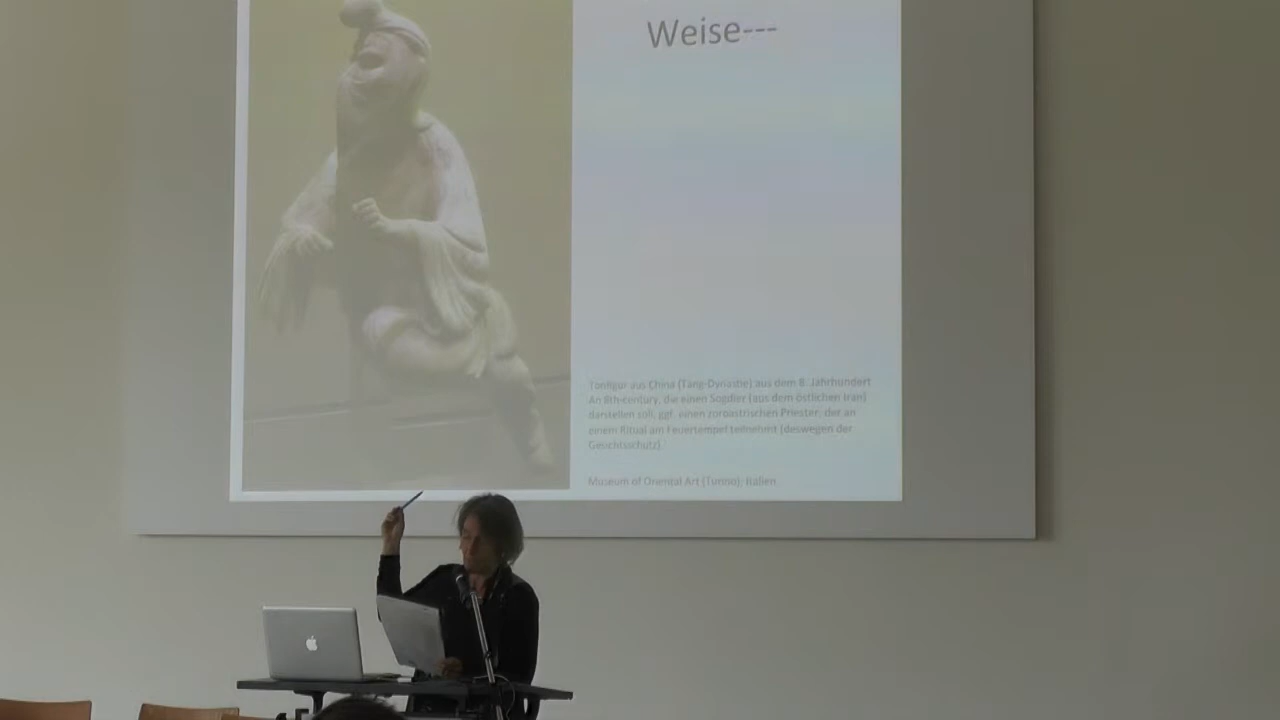 Weise---
Tonfigur aus China (Tang-Dynastie) aus dem 8. Jahrhundert
An 8th-century, die einen Sogdier (aus dem östlichen Iran)
darstellen soll, ggf. einen zoroastrischen Priester, der an
einem Ritual am Feuertempel teilnehmt (deswegen der
Gesichtsschutz).
Museum of Oriental Art (Turino), Italien